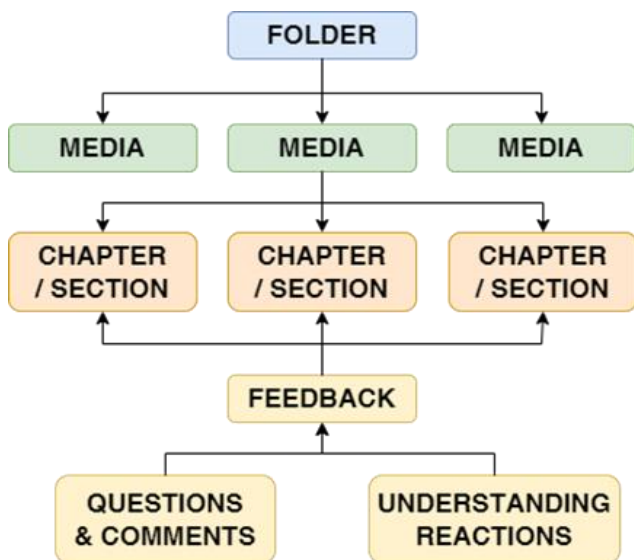 FOLDER
MEDIA
MEDIA
MEDIA
CHAPTER
/ SECTION
CHAPTER
/ SECTION
CHAPTER
/ SECTION
FEEDBACK
QUESTIONS
& COMMENTS
UNDERSTANDING
REACTIONS